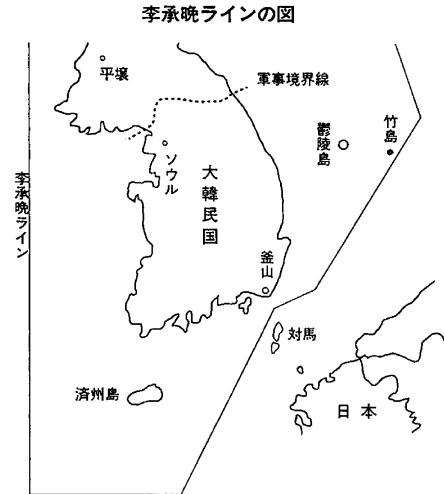 李承晩ラインの図
平壌
軍事境界線
竹島
鬱陵島
ソウル
大韓民国
李承晩ライン
釜山
対馬
済州島
日本